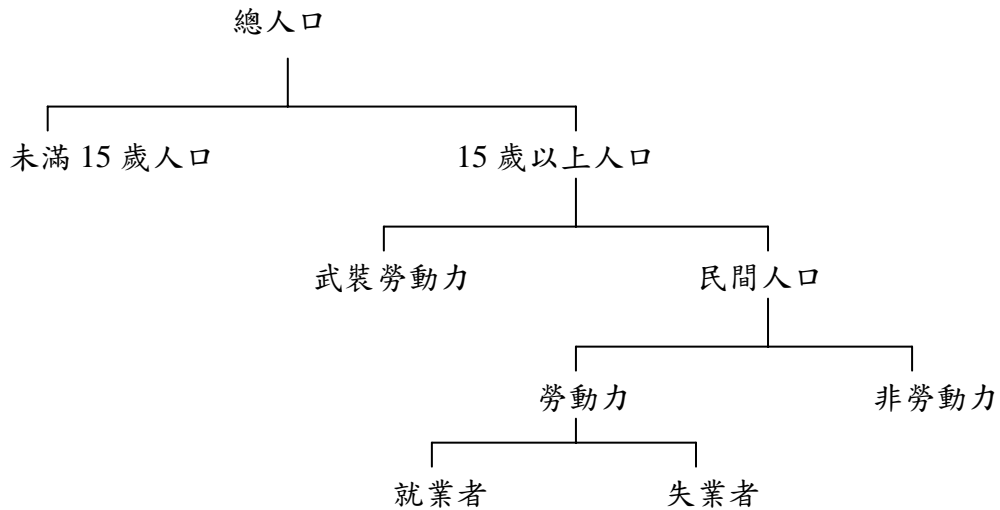 總人口
未滿 15 歲人口
15 歲以上人口
武裝勞動力
民間人口
勞動力
非勞動力
就業者
失業者